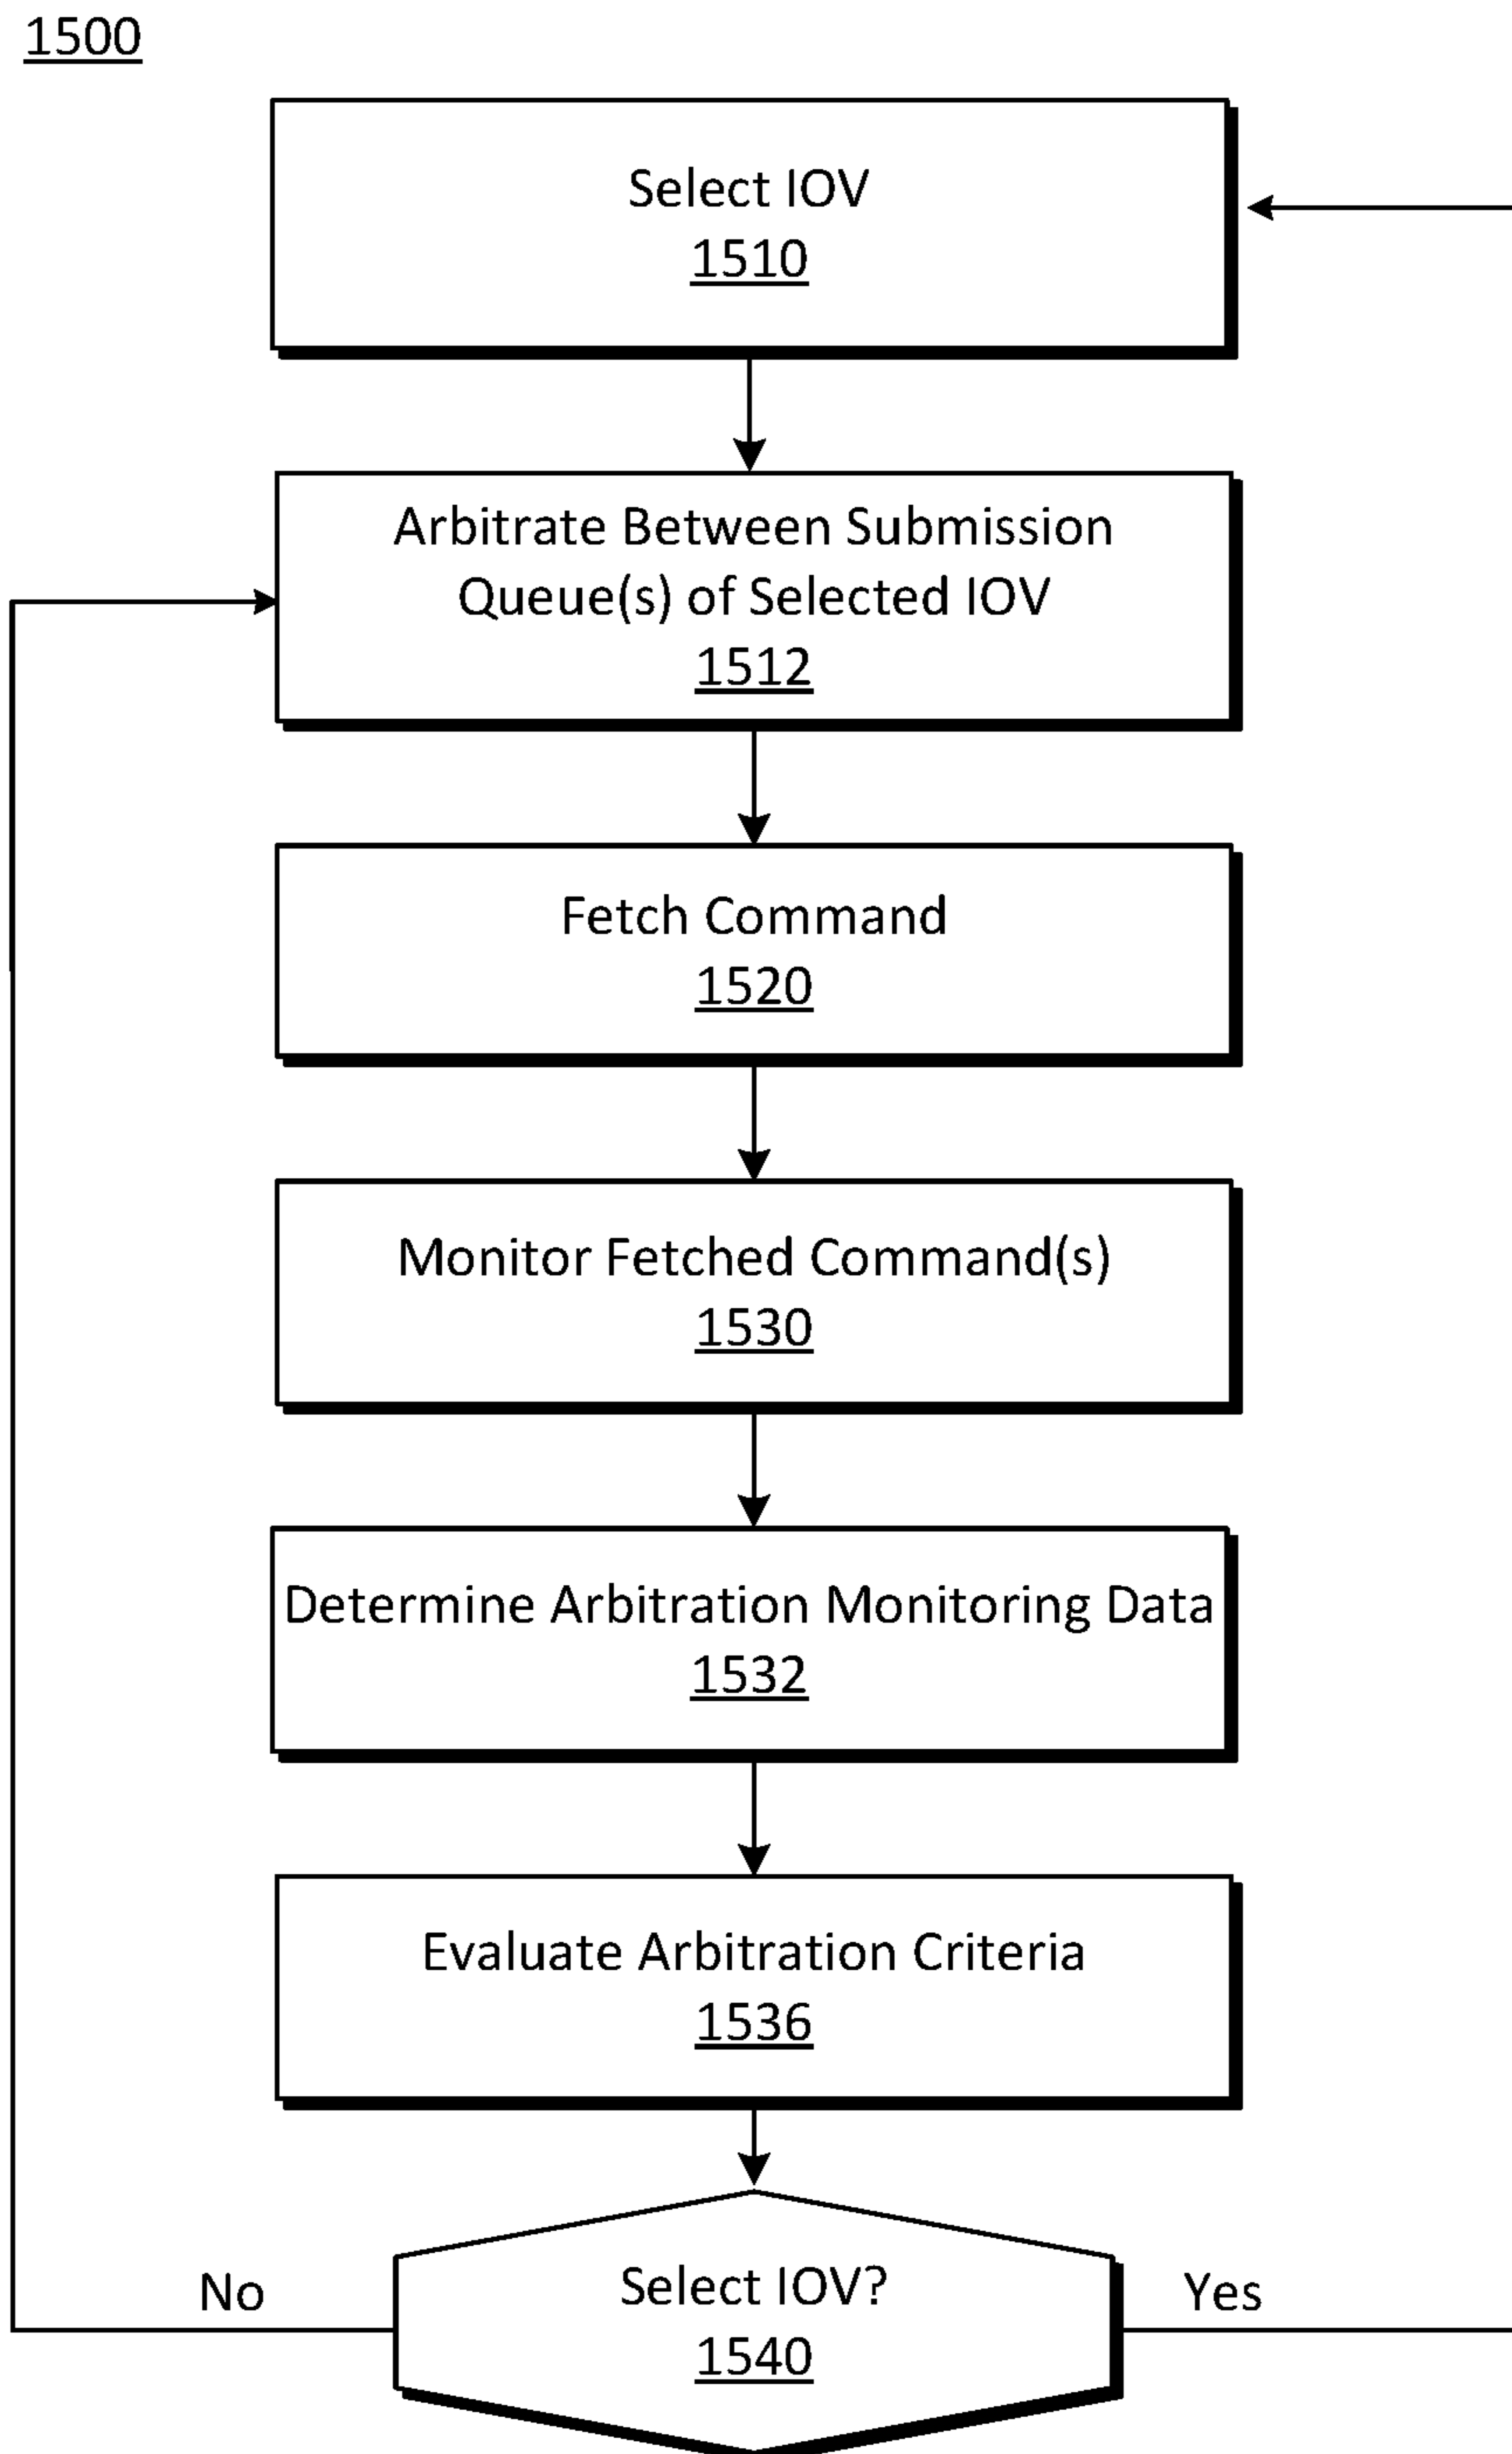 1500
Select IOV
1510
Arbitrate Between Submission
Queue(s) of Selected IOV
1512
Fetch Command
1520
Monitor Fetched Command(s)
1530
Determine Arbitration Monitoring Data
1532
Evaluate Arbitration Criteria
1536
No
Select IOV?
Yes
1540